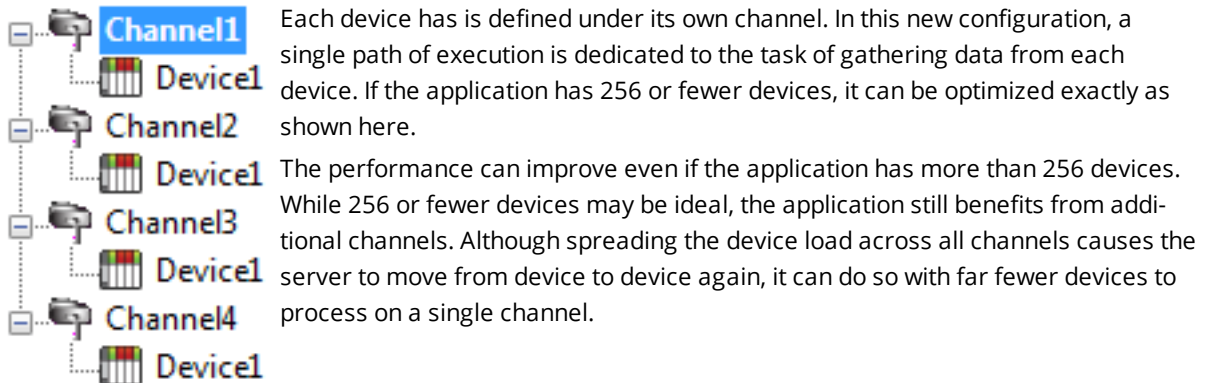 Channel1
Device1
Channel2
Device1
Channel3
Device1
Channel4
Device1
Each device has is defined under its own channel. In this new configuration, a
single path of execution is dedicated to the task of gathering data from each
device. If the application has 256 or fewer devices, it can be optimized exactly as
shown here.
The performance can improve even if the application has more than 256 devices.
While 256 or fewer devices may be ideal, the application still benefits from addi-
tional channels. Although spreading the device load across all channels causes the
server to move from device to device again, it can do so with far fewer devices to
process on a single channel.